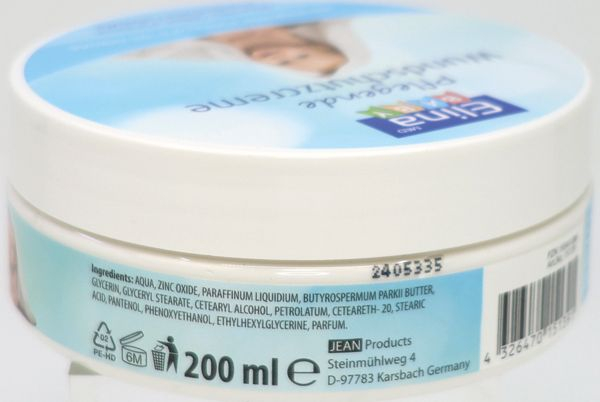 Elina
MED
BABY
Pflegende
Wundschutzcreme
2405335
Ingredients: AQUA, ZINC OXIDE, PARAFFINUM LIQUIDIUM, BUTYROSPERMUM PARKII BUTTER,
GLYCERIN, GLYCERYL STEARATE, CETEARYL ALCOHOL, PETROLATUM, CETEARETH- 20, STEARIC
ACID, PANTENOL, PHENOXYETHANOL, ETHYLHEXYLGLYCERINE, PARFUM.
02
PE-HD
6M
200 ml e
JEAN Products
Steinmühlweg 4
D-97783 Karsbach Germany